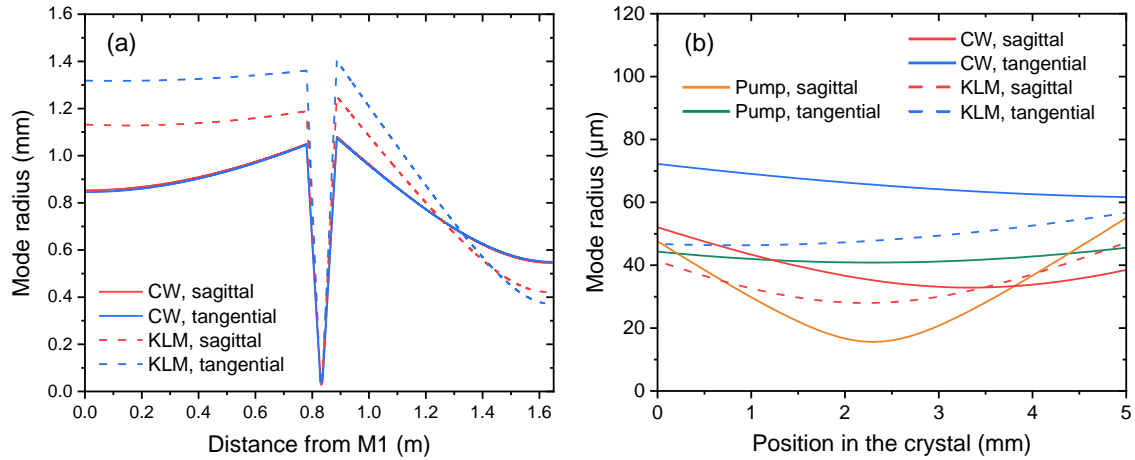 (a)
Mode radius (mm)
1.6
1.4
1.2
1.0
0.8
0.6
0.4
0.2
0.0
CW, sagittal
CW, tangential
KLM, sagittal
KLM, tangential
0.0 0.2 0.4 0.6 0.8 1.0 1.2 1.4 1.6
Distance from M1 (m)
(b)
Mode radius (μm)
120
100
80
60
40
20
0
Pump, sagittal
Pump, tangential
CW, sagittal
CW, tangential
KLM, sagittal
KLM, tangential
0 1 2 3 4 5
Position in the crystal (mm)